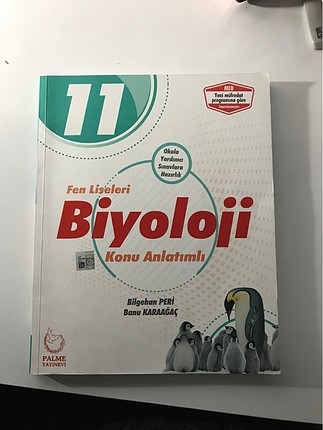 11
MEB
Yeni müfredat
programına göre
hazırlanmıştır.
Okula
Yardımcı
Sınavlara
Hazırlık
Fen Liseleri
Biyoloji
Konu Anlatımlı
Bilgehan PERİ
Banu KARAAĞAÇ
PALME
YAYINEVİ